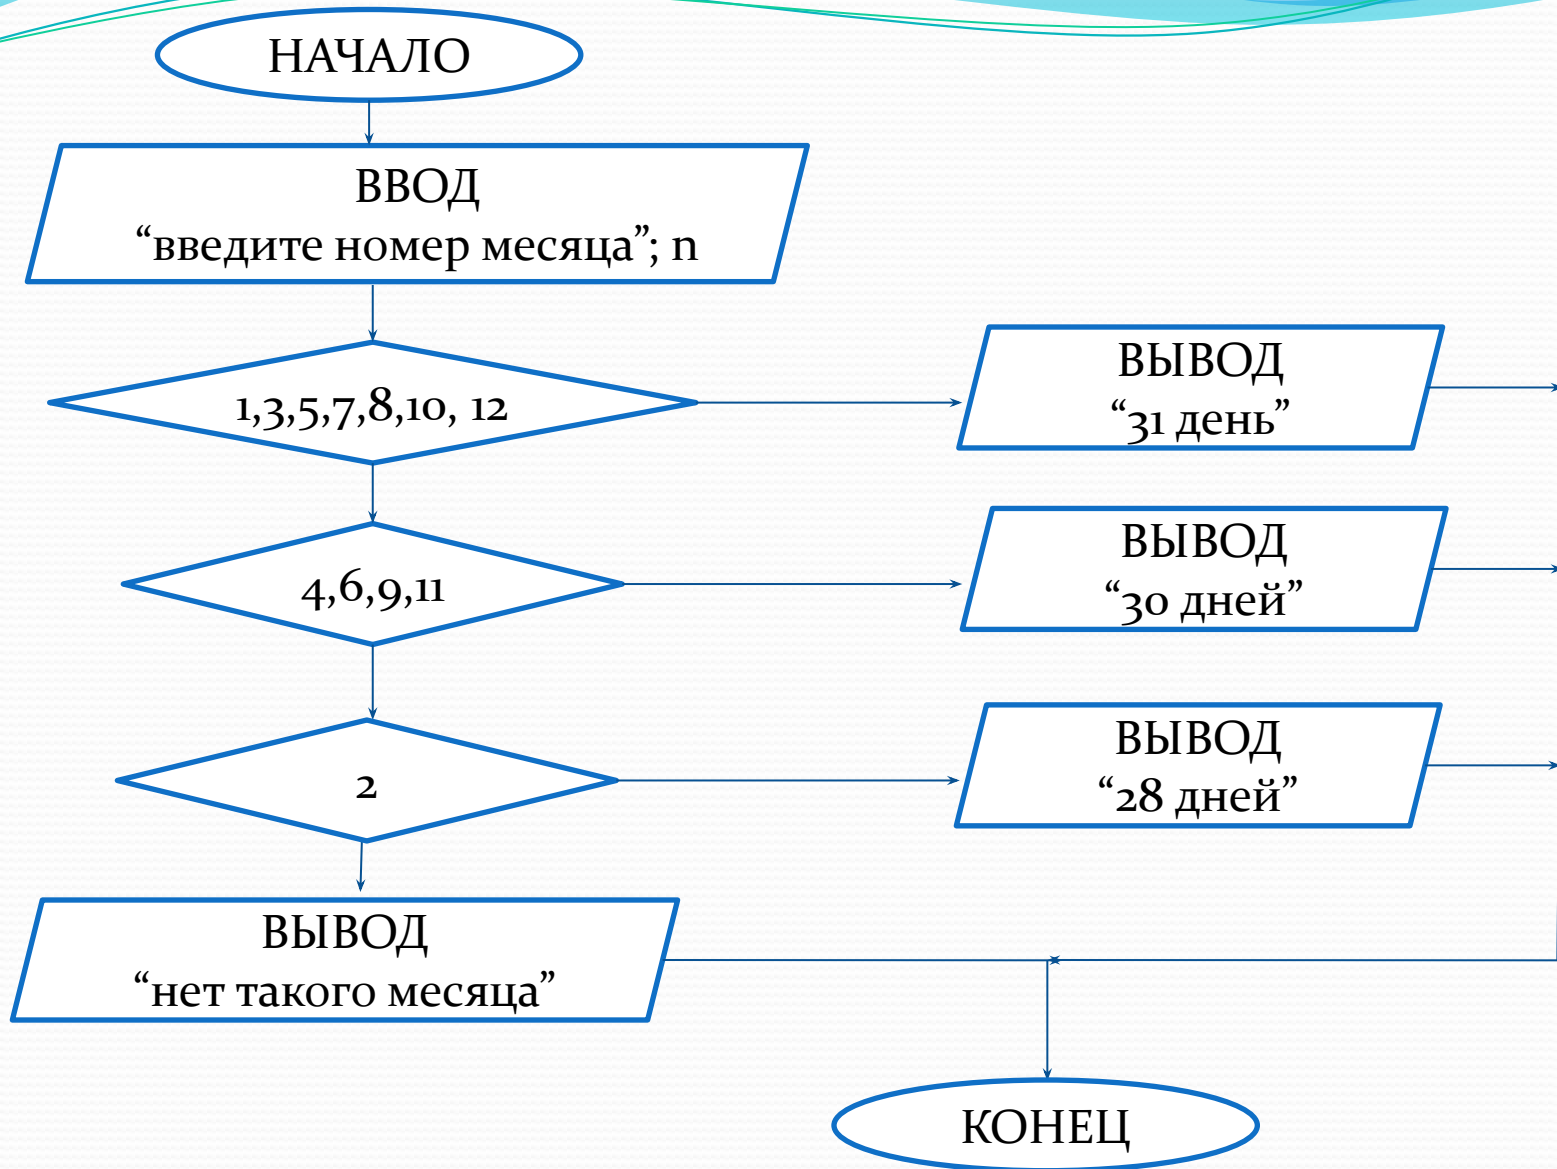 НАЧАЛО
ВВОД
“введите номер месяца”; n
1,3,5,7,8,10, 12
ВЫВОД
“31 день”
4,6,9,11
ВЫВОД
“30 дней”
2
ВЫВОД
“28 дней”
ВЫВОД
“нет такого месяца”
КОНЕЦ